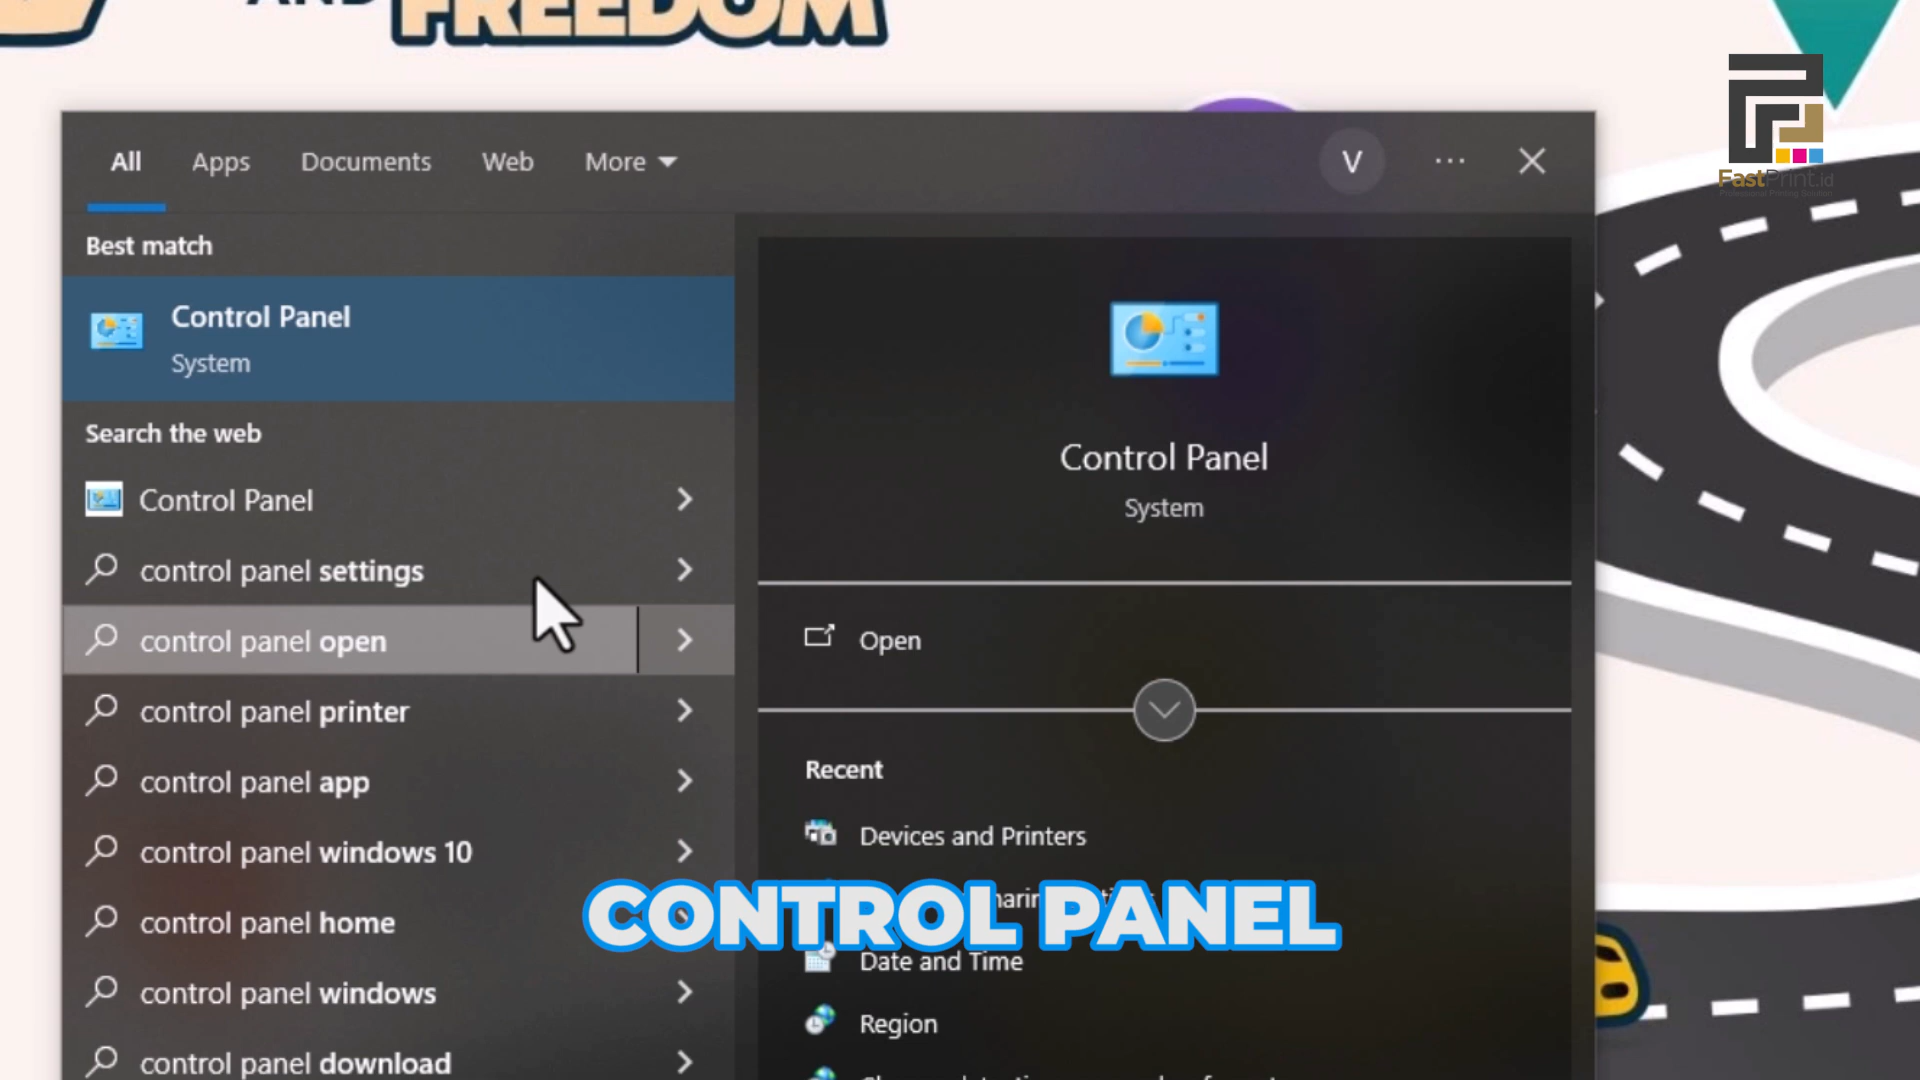 AND FREEDOM
All Apps Documents Web More V
FastPrint.id
Best match
Control Panel
System
Search the web
Control Panel
control panel settings
control panel open
control panel printer
control panel app
control panel windows 10
control panel home
control panel windows
control panel download
Control Panel
System
Open
Recent
Devices and Printers
CONTROL PANEL
Date and Time
Region